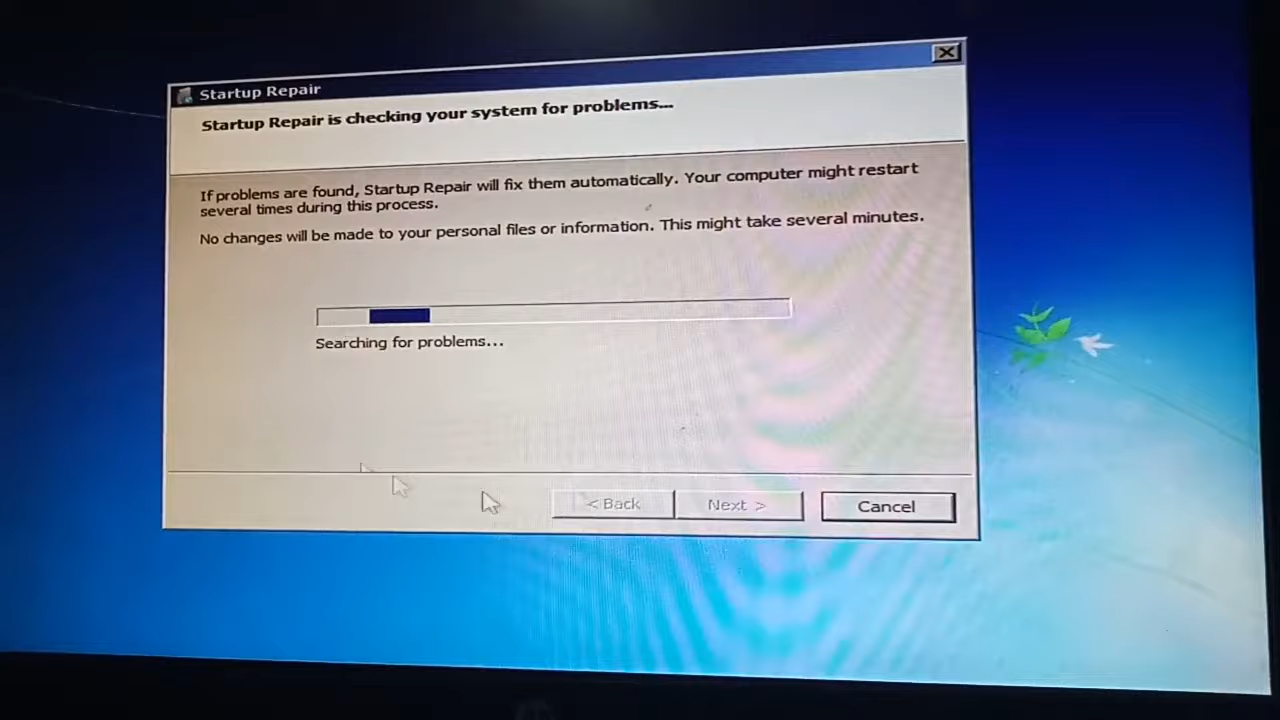 Startup Repair
Startup Repair is checking your system for problems...
If problems are found, Startup Repair will fix them automatically. Your computer might restart
several times during this process.
No changes will be made to your personal files or information. This might take several minutes.
Searching for problems...
< Back
Next >
Cancel